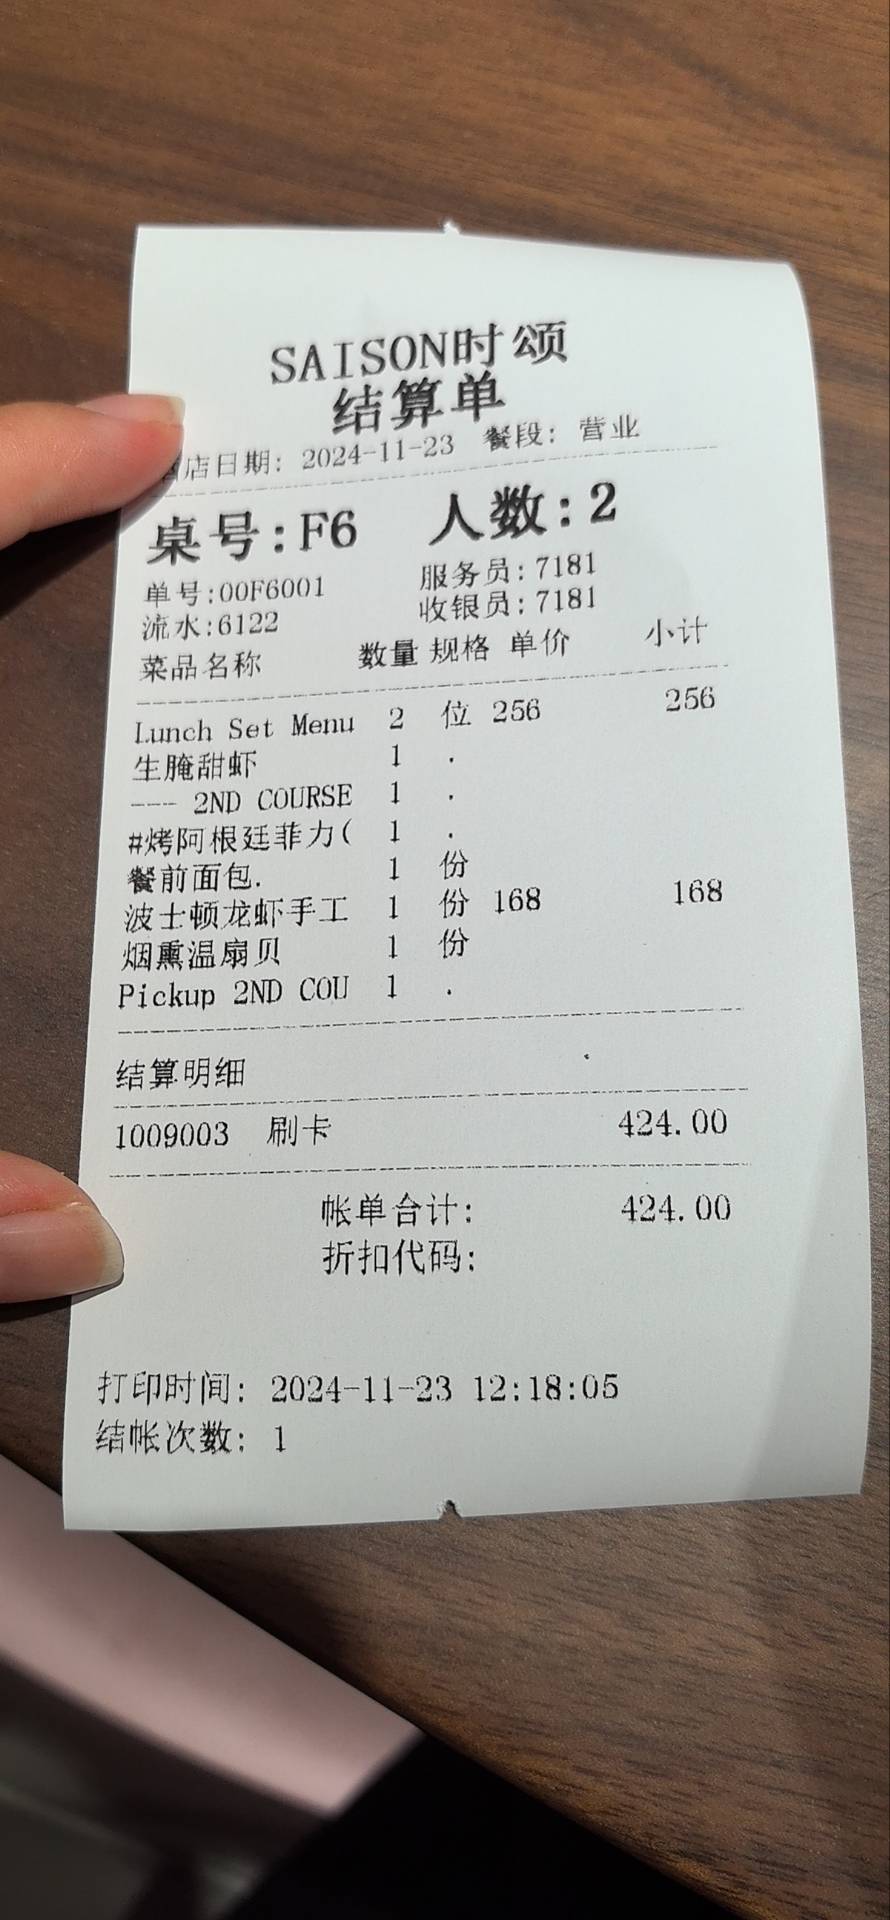 SAISON时颂
结算单
店日期: 2024-11-23 餐段: 营业
桌号:F6 人数:2
单号:00F6001 服务员:7181
流水:6122 收银员:7181
菜品名称 数量 规格 单价 小计
Lunch Set Menu 2 位 256 256
生腌甜虾 1 .
--- 2ND COURSE 1 .
#烤阿根廷菲力( 1 .
餐前面包. 1 份
波士顿龙虾手工 1 份 168 168
烟熏温扇贝 1 份
Pickup 2ND COU 1 .
结算明细
1009003 刷卡 424.00
帐单合计: 424.00
折扣代码:
打印时间: 2024-11-23 12:18:05
结帐次数: 1